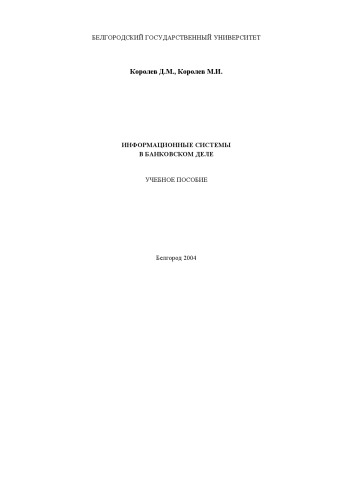 БЕЛГОРОДСКИЙ ГОСУДАРСТВЕННЫЙ УНИВЕРСИТЕТ
Королев Д.М., Королев М.И.
ИНФОРМАЦИОННЫЕ СИСТЕМЫ
В БАНКОВСКОМ ДЕЛЕ
УЧЕБНОЕ ПОСОБИЕ
Белгород 2004